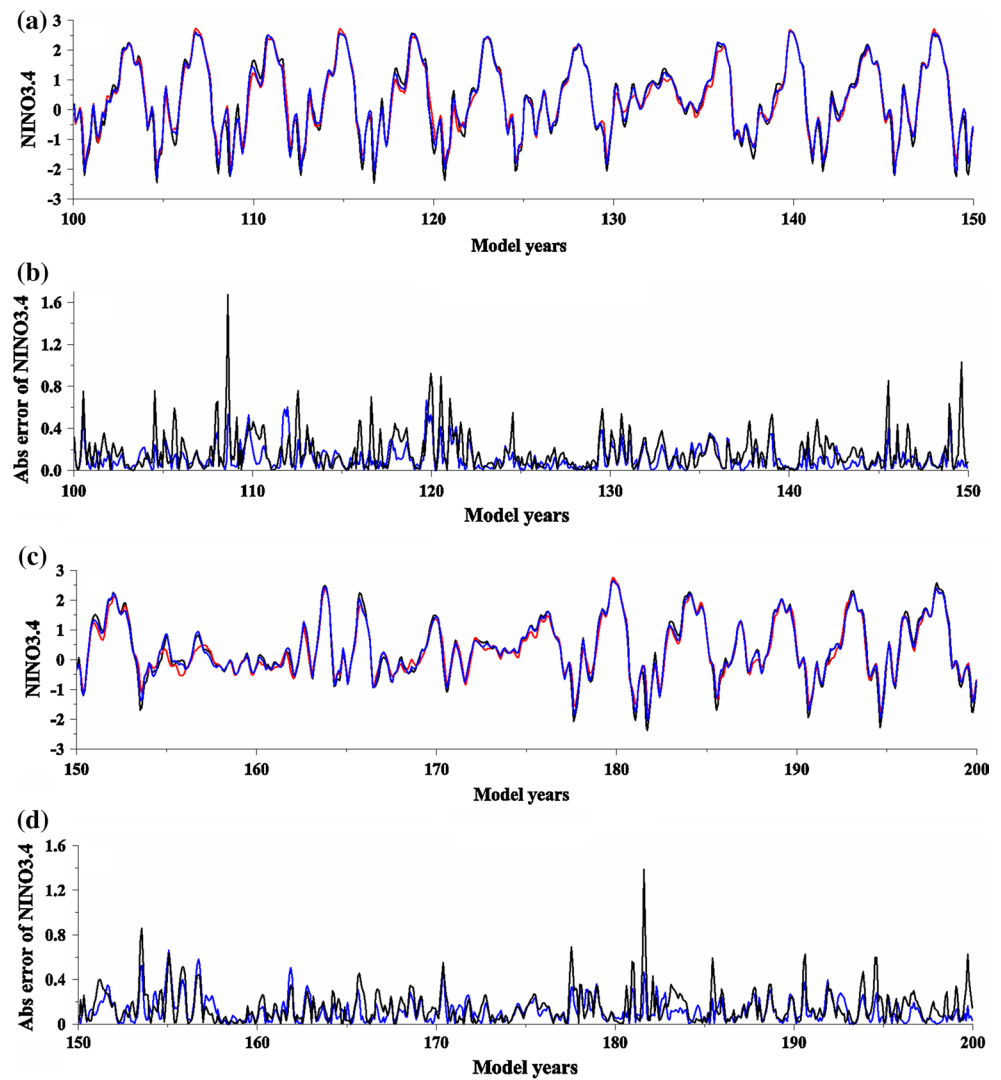 (a)
3
2
1
0
-1
-2
-3
NINO3.4
100 110 120 130 140 150
Model years
(b)
1.6
1.2
0.8
0.4
0.0
Abs error of NINO3.4
100 110 120 130 140 150
Model years
(c)
3
2
1
0
-1
-2
-3
NINO3.4
150 160 170 180 190 200
Model years
(d)
1.6
1.2
0.8
0.4
0
Abs error of NINO3.4
150 160 170 180 190 200
Model years